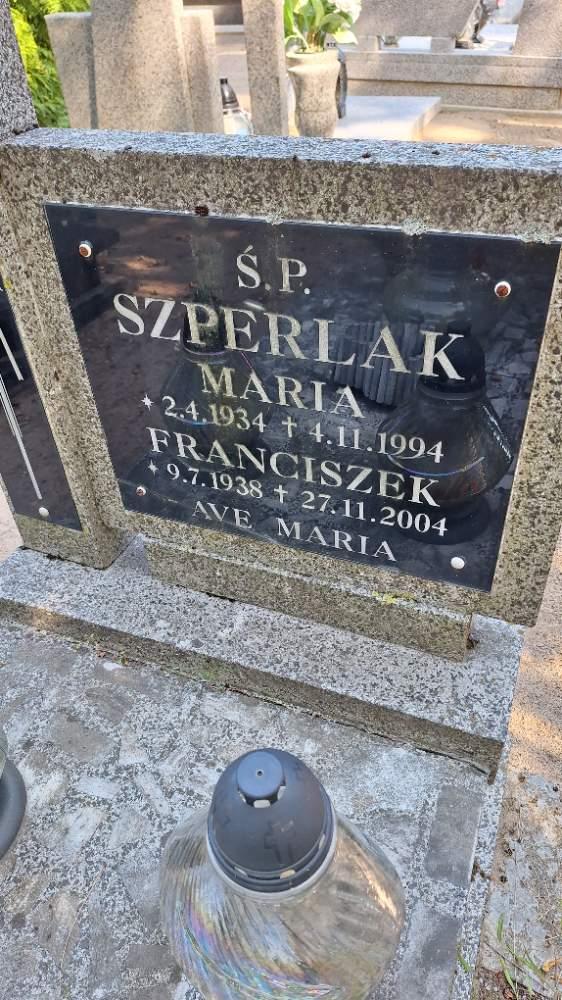 Ś.P.
SZPERLAK
MARIA
* 2.4.1934 † 4.11.1994
FRANCISZEK
* 9.7.1938 † 27.11.2004
AVE MARIA